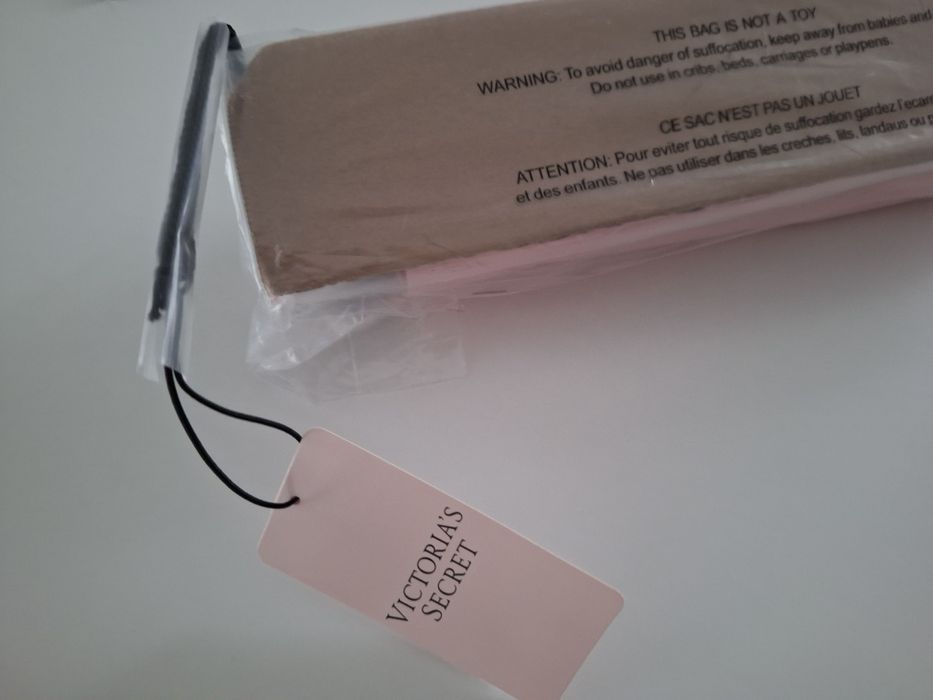 THIS BAG IS NOT A TOY
WARNING: To avoid danger of suffocation, keep away from babies and
Do not use in cribs, beds, carriages or playpens.
CE SAC N'EST PAS UN JOUET
ATTENTION: Pour eviter tout risque de suffocation gardez l'ecart
et des enfants. Ne pas utiliser dans les creches, lits, landaus ou
VICTORIA'S
SECRET